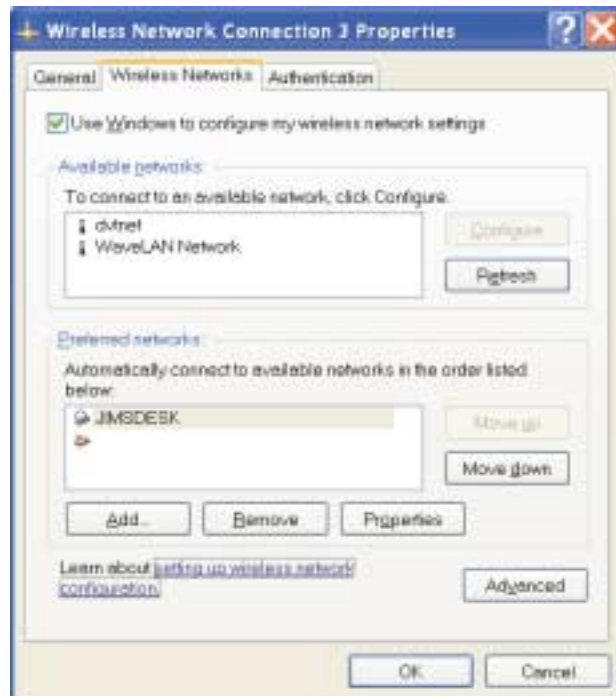 Wireless Network Connection 3 Properties
General Wireless Networks Authentication
Use Windows to configure my wireless network settings
Available networks:
To connect to an available network, click Configure.
dvtnet
WaveLAN Network
Configure
Refresh
Preferred networks:
Automatically connect to available networks in the order listed
below:
JIMSDESK
Move up
Move down
Add...
Remove
Properties
Learn about setting up wireless network
configuration.
Advanced
OK
Cancel